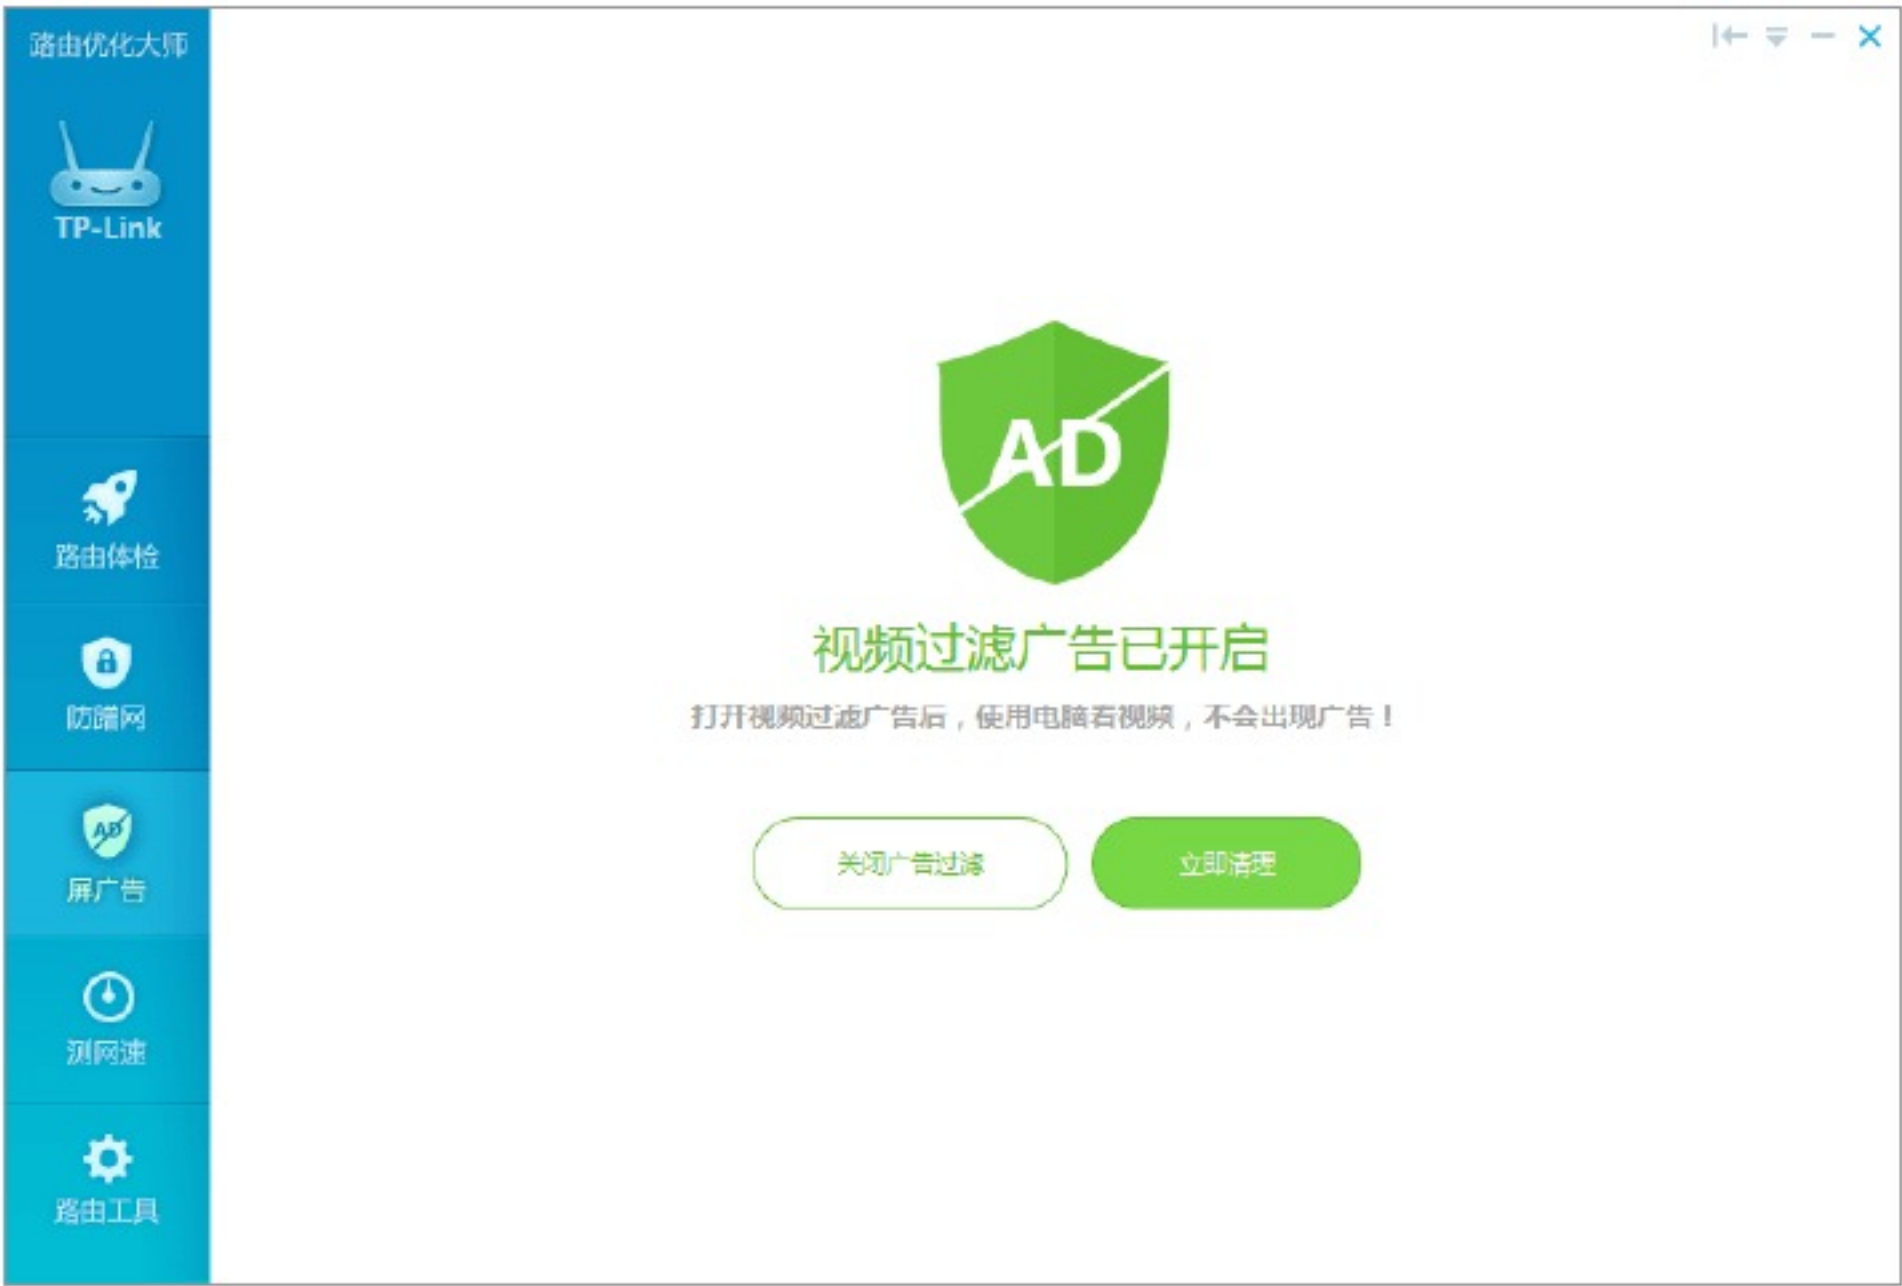 路由优化大师
TP-Link
路由体检
防蹭网
AD
屏广告
测网速
路由工具
AD
视频过滤广告已开启
打开视频过滤广告后，使用电脑看视频，不会出现广告！
关闭广告过滤
立即清理